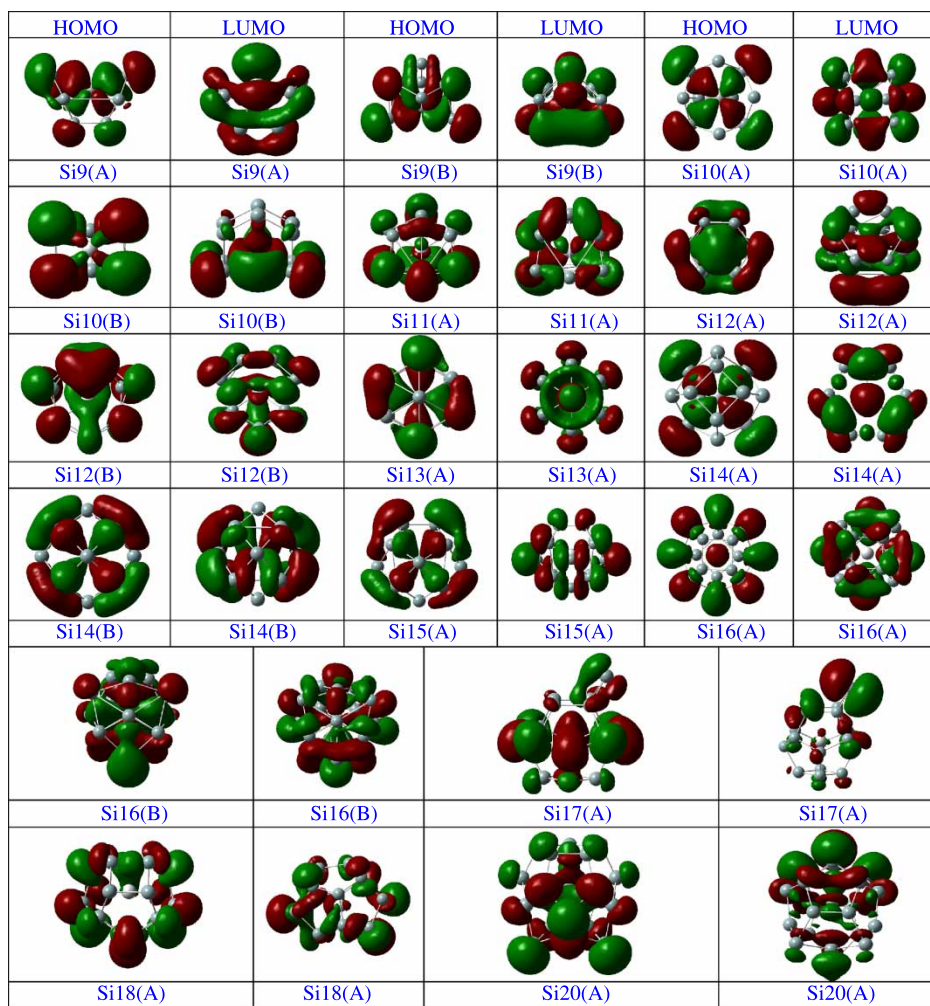 HOMO LUMO HOMO LUMO HOMO LUMO
Si9(A) Si9(A) Si9(B) Si9(B) Si10(A) Si10(A)
Si10(B) Si10(B) Si11(A) Si11(A) Si12(A) Si12(A)
Si12(B) Si12(B) Si13(A) Si13(A) Si14(A) Si14(A)
Si14(B) Si14(B) Si15(A) Si15(A) Si16(A) Si16(A)
Si16(B) Si16(B) Si17(A) Si17(A)
Si18(A) Si18(A) Si20(A) Si20(A)